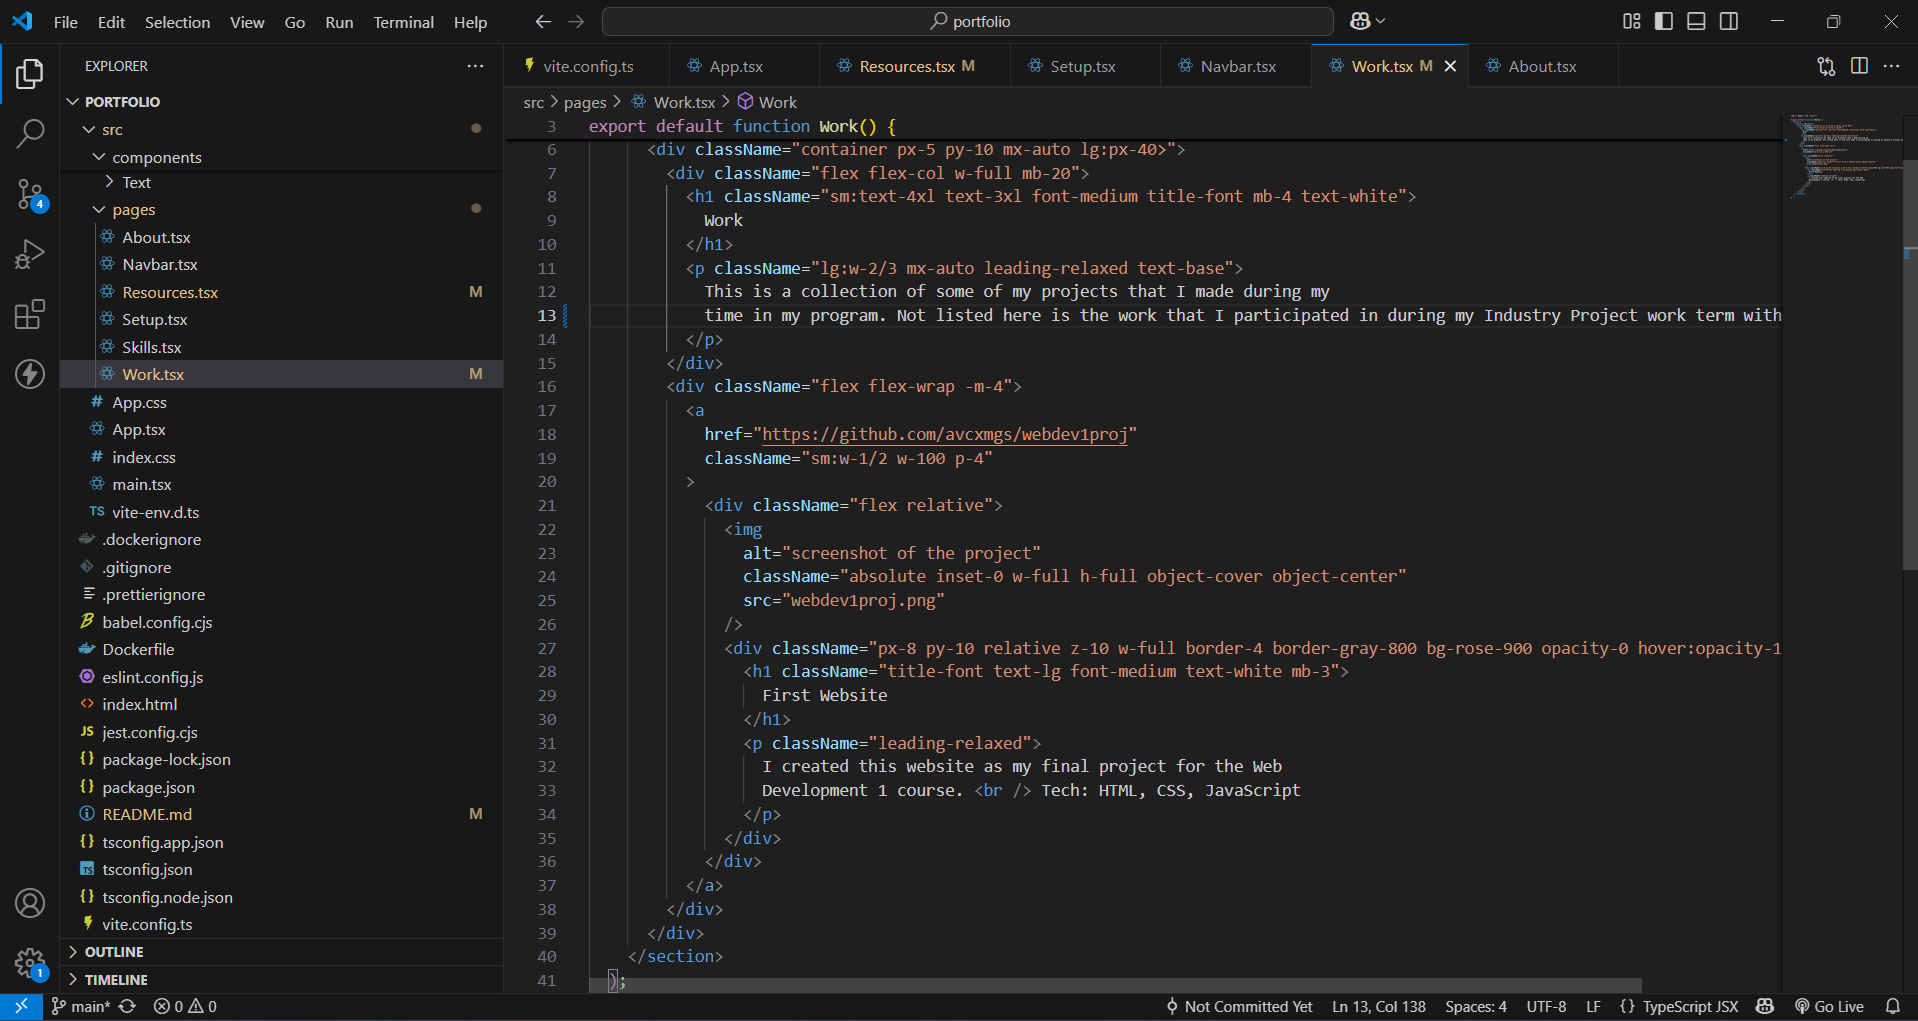 File Edit Selection View Go Run Terminal Help
portfolio
EXPLORER
PORTFOLIO
src
components
Text
pages
About.tsx
Navbar.tsx
Resources.tsx M
Setup.tsx
Skills.tsx
Work.tsx M
# App.css
App.tsx
# index.css
main.tsx
TS vite-env.d.ts
.dockerignore
.gitignore
.prettierignore
babel.config.cjs
Dockerfile
eslint.config.js
<> index.html
JS jest.config.cjs
{} package-lock.json
{} package.json
README.md M
{} tsconfig.app.json
TS tsconfig.json
{} tsconfig.node.json
vite.config.ts
OUTLINE
TIMELINE
4
1
vite.config.ts App.tsx Resources.tsx M Setup.tsx Navbar.tsx Work.tsx M About.tsx
src > pages > Work.tsx > Work
3 export default function Work() {
6 <div className="container px-5 py-10 mx-auto lg:px-40>">
7 <div className="flex flex-col w-full mb-20">
8 <h1 className="sm:text-4xl text-3xl font-medium title-font mb-4 text-white">
9 Work
10 </h1>
11 <p className="lg:w-2/3 mx-auto leading-relaxed text-base">
12 This is a collection of some of my projects that I made during my
13 time in my program. Not listed here is the work that I participated in during my Industry Project work term with
14 </p>
15 </div>
16 <div className="flex flex-wrap -m-4">
17 <a
18 href="https://github.com/avcxmgs/webdev1proj"
19 className="sm:w-1/2 w-100 p-4"
20 >
21 <div className="flex relative">
22 <img
23 alt="screenshot of the project"
24 className="absolute inset-0 w-full h-full object-cover object-center"
25 src="webdev1proj.png"
26 />
27 <div className="px-8 py-10 relative z-10 w-full border-4 border-gray-800 bg-rose-900 opacity-0 hover:opacity-1
28 <h1 className="title-font text-lg font-medium text-white mb-3">
29 First Website
30 </h1>
31 <p className="leading-relaxed">
32 I created this website as my final project for the Web
33 Development 1 course. <br /> Tech: HTML, CSS, JavaScript
34 </p>
35 </div>
36 </div>
37 </a>
38 </div>
39 </div>
40 </section>
41 );
main* 0 0 Not Committed Yet Ln 13, Col 138 Spaces: 4 UTF-8 LF {} TypeScript JSX Go Live